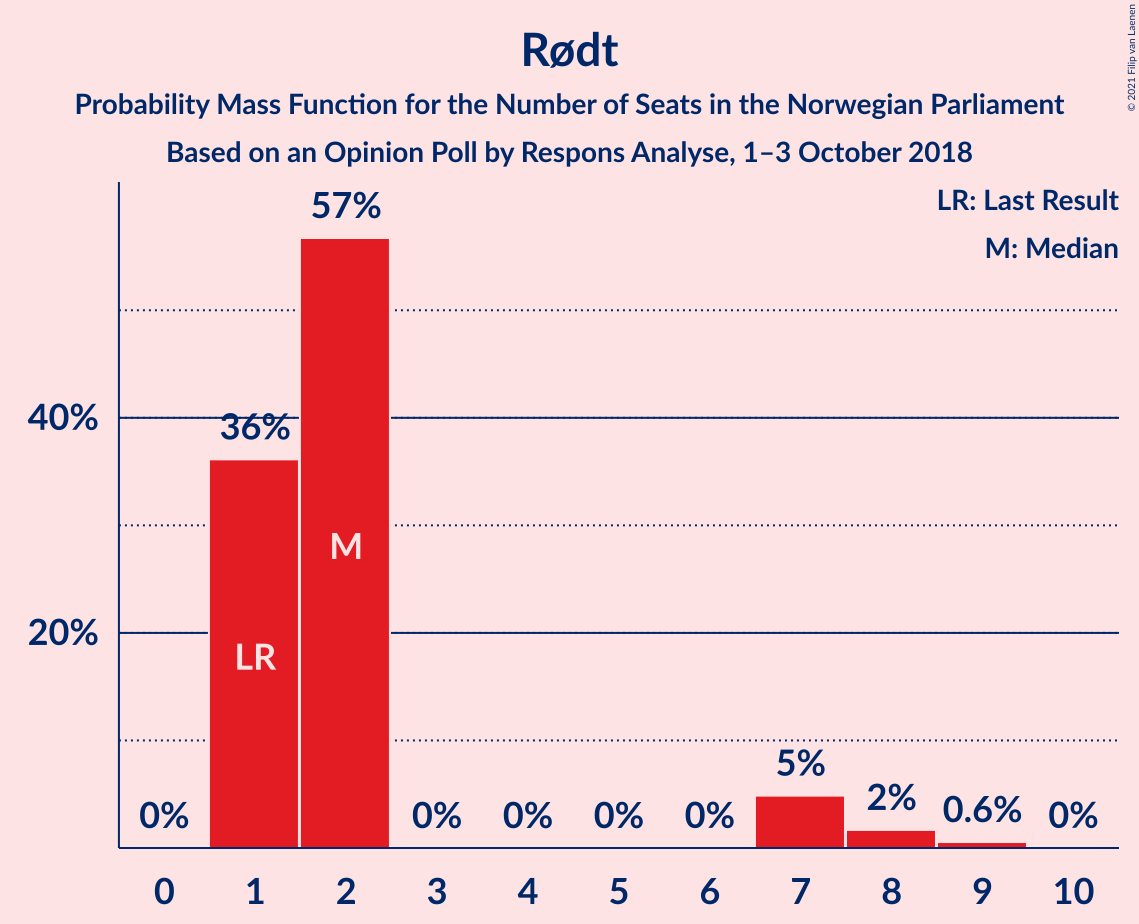 Rødt
Probability Mass Function for the Number of Seats in the Norwegian Parliament
Based on an Opinion Poll by Respons Analyse, 1–3 October 2018
© 2021 Filip van Laenen
LR: Last Result
M: Median
57%
40%
36%
M
20%
LR
5%
2%
0.6%
0%
0%
0%
0%
0%
0%
0 1 2 3 4 5 6 7 8 9 10